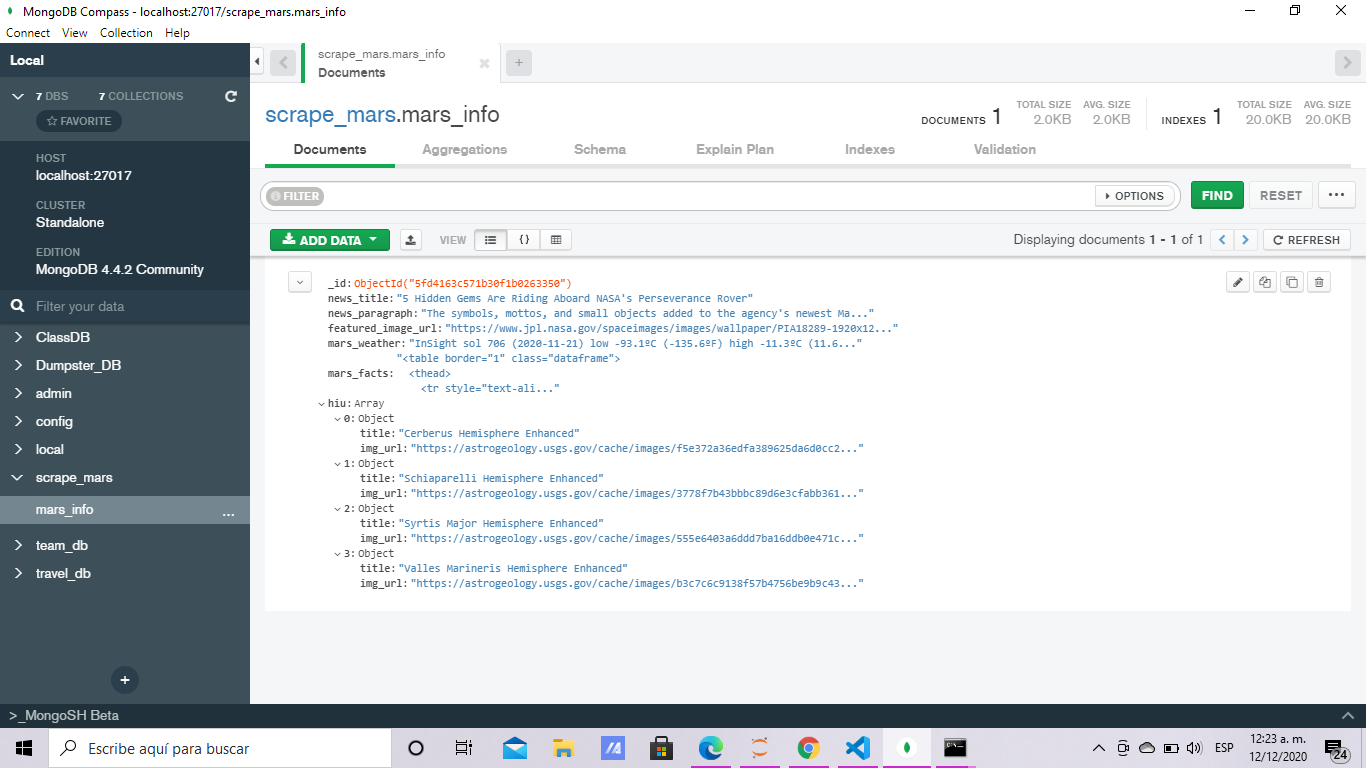 MongoDB Compass - localhost:27017/scrape_mars.mars_info
Connect View Collection Help
Local
7 DBS 7 COLLECTIONS
FAVORITE
HOST
localhost:27017
CLUSTER
Standalone
EDITION
MongoDB 4.4.2 Community
Filter your data
ClassDB
Dumpster_DB
admin
config
local
scrape_mars
mars_info ...
team_db
travel_db
+
>_MongoSH Beta
scrape_mars.mars_info
Documents
+
scrape_mars.mars_info
DOCUMENTS 1 TOTAL SIZE 2.0KB AVG. SIZE 2.0KB INDEXES 1 TOTAL SIZE 20.0KB AVG. SIZE 20.0KB
Documents Aggregations Schema Explain Plan Indexes Validation
FILTER OPTIONS FIND RESET ...
ADD DATA VIEW {} Displaying documents 1 - 1 of 1 < > REFRESH
_id: ObjectId("5fd4163c571b30f1b0263350")
news_title: "5 Hidden Gems Are Riding Aboard NASA's Perseverance Rover"
news_paragraph: "The symbols, mottos, and small objects added to the agency's newest Ma..."
featured_image_url: "https://www.jpl.nasa.gov/spaceimages/images/wallpaper/PIA18289-1920x12..."
mars_weather: "InSight sol 706 (2020-11-21) low -93.1ºC (-135.6ºF) high -11.3ºC (11.6..."
"<table border="1" class="dataframe">
mars_facts: <thead>
<tr style="text-ali..."
hiu: Array
0: Object
title: "Cerberus Hemisphere Enhanced"
img_url: "https://astrogeology.usgs.gov/cache/images/f5e372a36edfa389625da6d0cc2..."
1: Object
title: "Schiaparelli Hemisphere Enhanced"
img_url: "https://astrogeology.usgs.gov/cache/images/3778f7b43bbbc89d6e3cfabb361..."
2: Object
title: "Syrtis Major Hemisphere Enhanced"
img_url: "https://astrogeology.usgs.gov/cache/images/555e6403a6ddd7ba16ddb0e471c..."
3: Object
title: "Valles Marineris Hemisphere Enhanced"
img_url: "https://astrogeology.usgs.gov/cache/images/b3c7c6c9138f57b4756be9b9c43..."
Escribe aquí para buscar
ESP
12:23 a. m.
12/12/2020
24